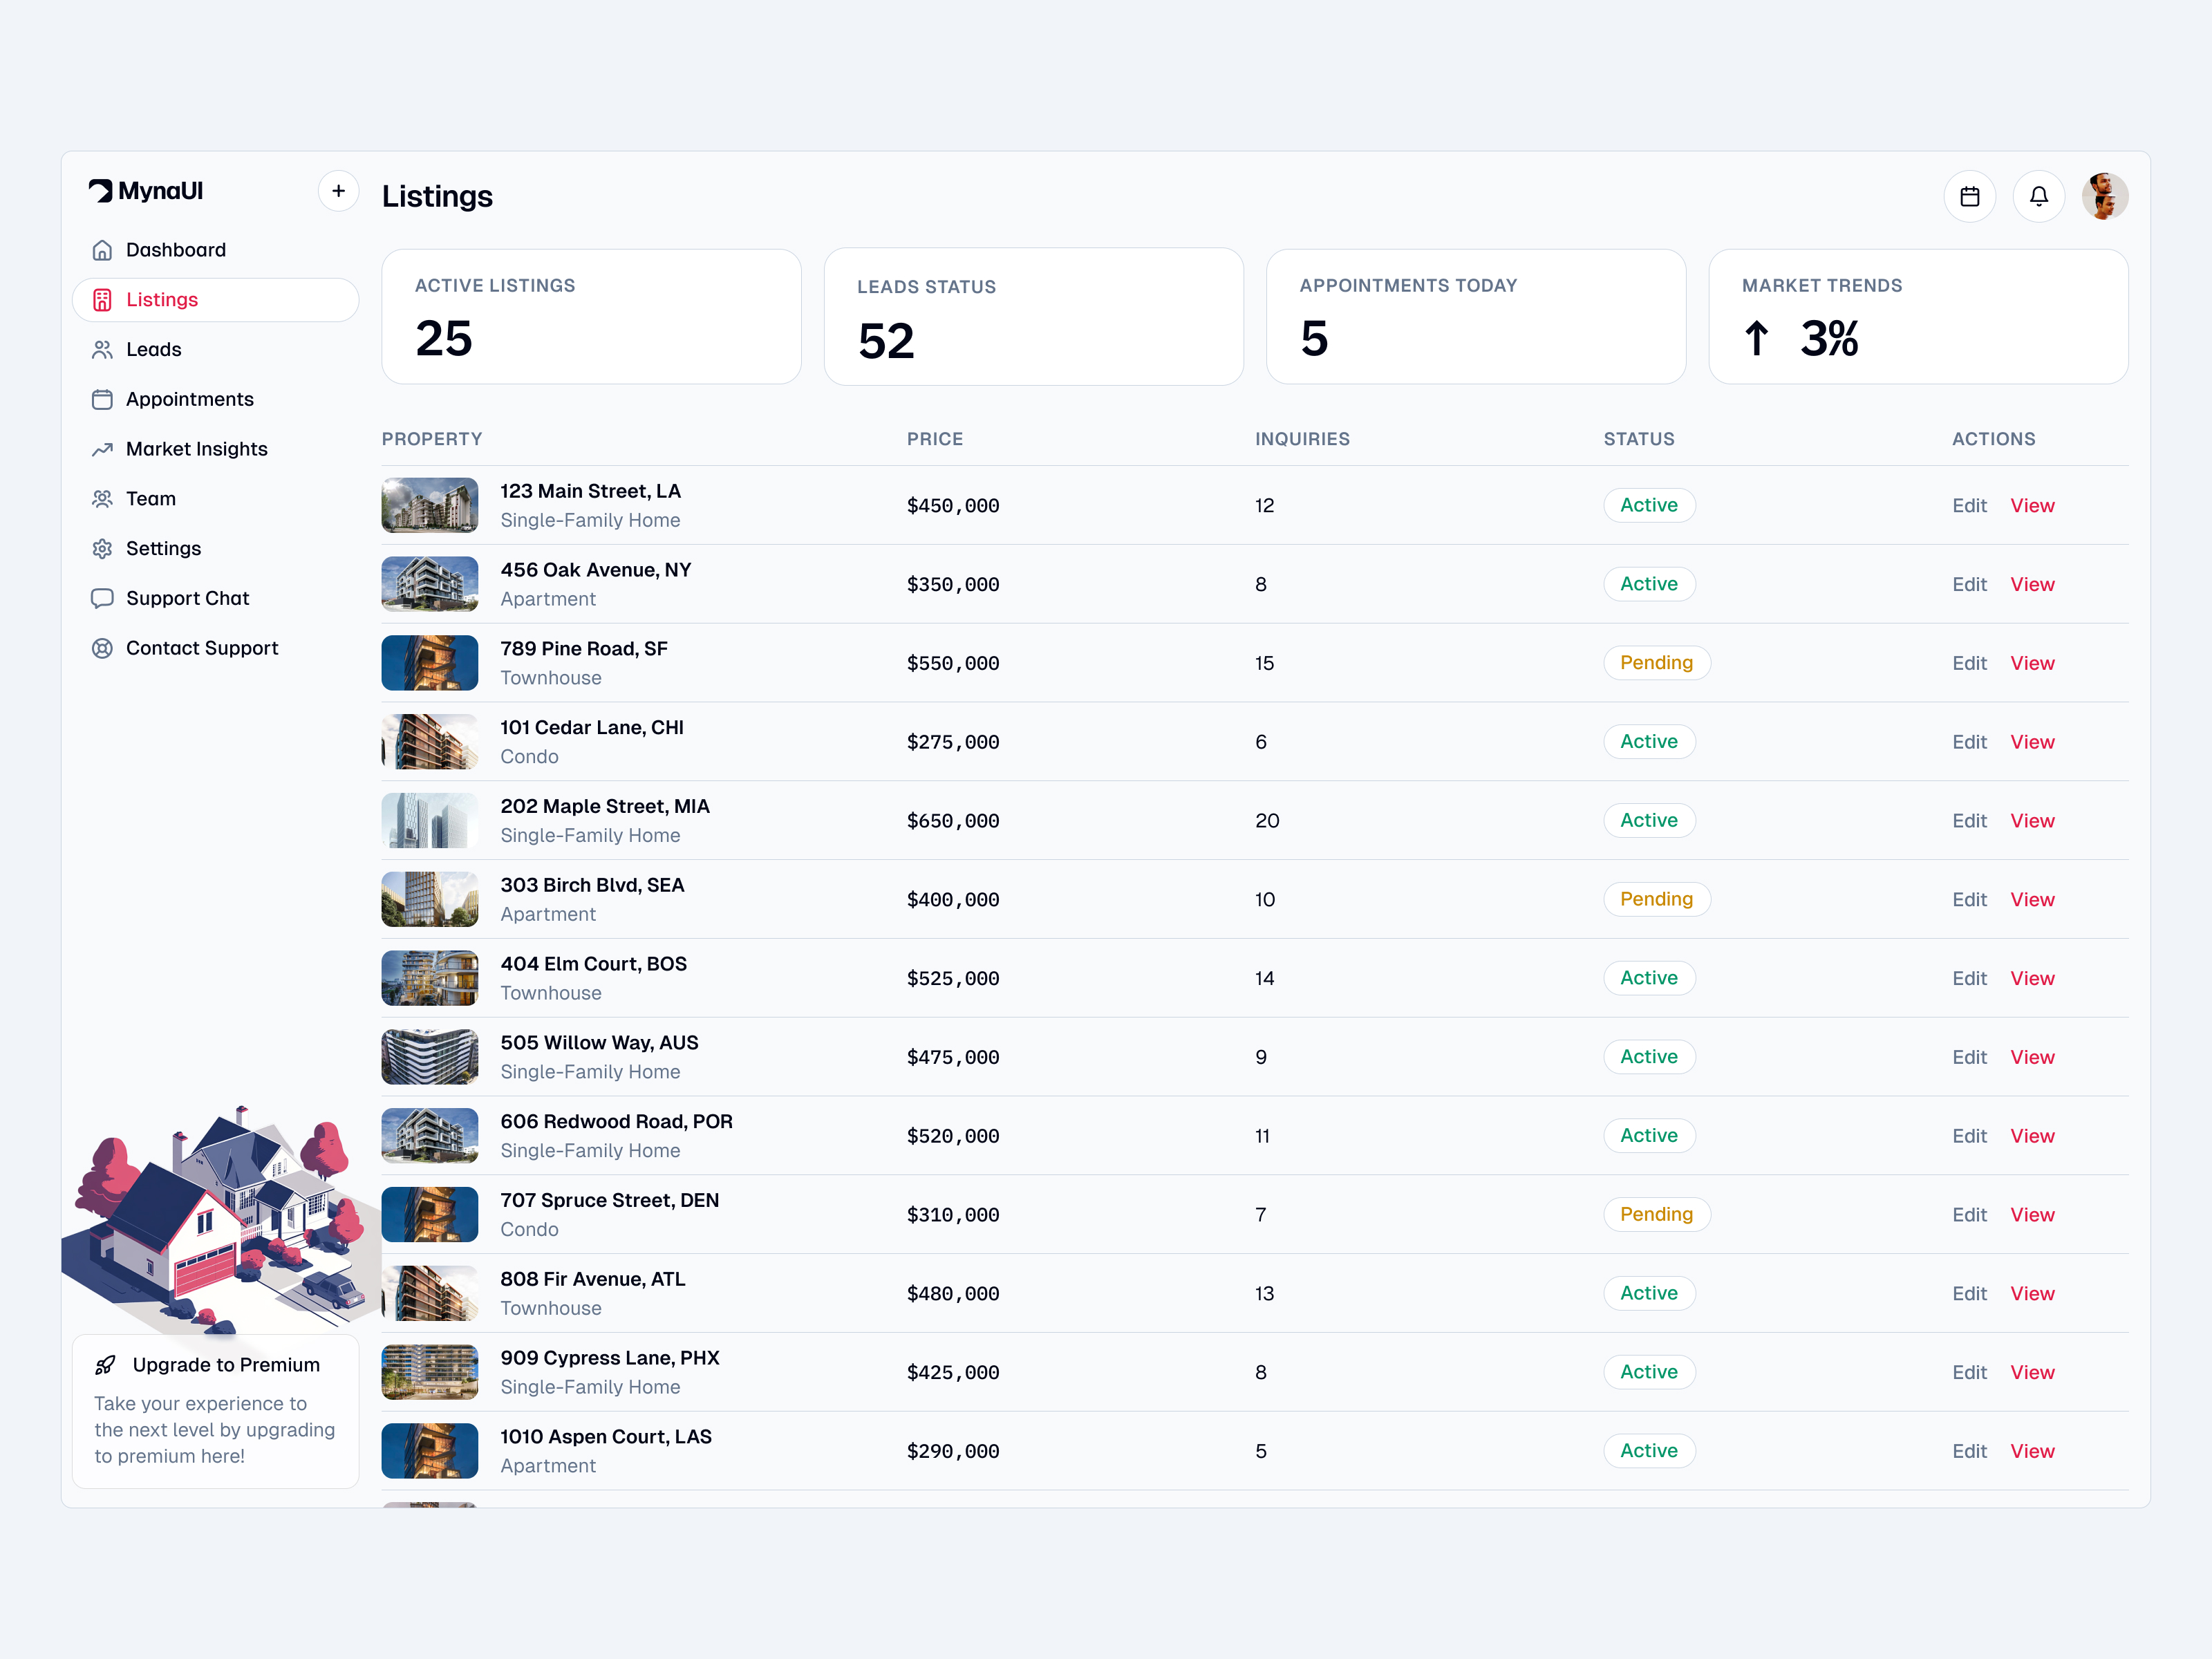 MynaUI
Dashboard
Listings
Leads
Appointments
Market Insights
Team
Settings
Support Chat
Contact Support
Upgrade to Premium
Take your experience to
the next level by upgrading
to premium here!
Listings
ACTIVE LISTINGS
25
LEADS STATUS
52
APPOINTMENTS TODAY
5
MARKET TRENDS
↑ 3%
PROPERTY PRICE INQUIRIES STATUS ACTIONS
123 Main Street, LA
Single-Family Home
$450,000 12 Active Edit View
456 Oak Avenue, NY
Apartment
$350,000 8 Active Edit View
789 Pine Road, SF
Townhouse
$550,000 15 Pending Edit View
101 Cedar Lane, CHI
Condo
$275,000 6 Active Edit View
202 Maple Street, MIA
Single-Family Home
$650,000 20 Active Edit View
303 Birch Blvd, SEA
Apartment
$400,000 10 Pending Edit View
404 Elm Court, BOS
Townhouse
$525,000 14 Active Edit View
505 Willow Way, AUS
Single-Family Home
$475,000 9 Active Edit View
606 Redwood Road, POR
Single-Family Home
$520,000 11 Active Edit View
707 Spruce Street, DEN
Condo
$310,000 7 Pending Edit View
808 Fir Avenue, ATL
Townhouse
$480,000 13 Active Edit View
909 Cypress Lane, PHX
Single-Family Home
$425,000 8 Active Edit View
1010 Aspen Court, LAS
Apartment
$290,000 5 Active Edit View